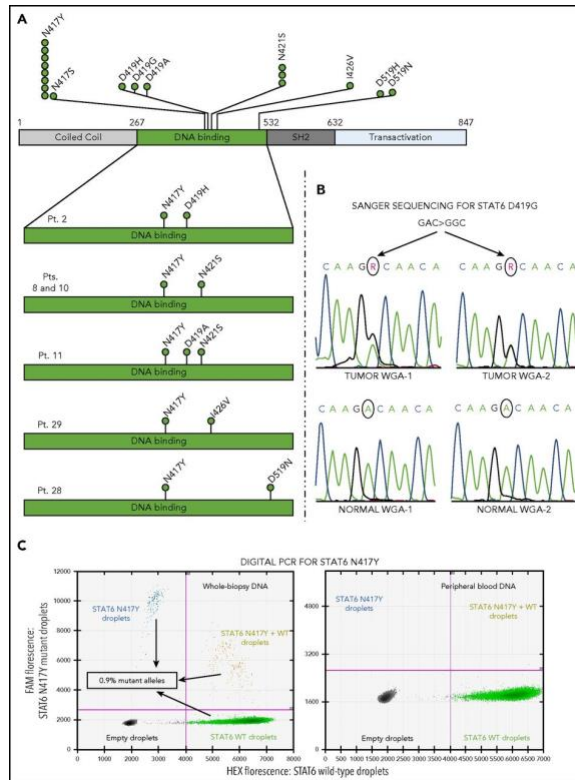 A
N417Y
N417S
D419H
D419G
D419A
N421S
I426V
D519H
D519N
1 267 532 632 847
Coiled Coil DNA binding SH2 Transactivation
Pt. 2
N417Y D419H
DNA binding
Pts.
8 and 10
N417Y N421S
DNA binding
Pt. 11
N417Y D419A N421S
DNA binding
Pt. 29
N417Y I426V
DNA binding
Pt. 28
N417Y D519N
DNA binding
B
SANGER SEQUENCING FOR STAT6 D419G
GAC>GGC
C A A G R C A A C A C A A G R C A A C A
TUMOR WGA-1 TUMOR WGA-2
C A A G A C A A C A C A A G A C A A C A
NORMAL WGA-1 NORMAL WGA-2
C
DIGITAL PCR FOR STAT6 N417Y
FAM florescence:
STAT6 N417Y mutant droplets
12000
10000
8000
6000
4000
2000
0
Whole-biopsy DNA
STAT6 N417Y
droplets
STAT6 N417Y + WT
droplets
0.9% mutant alleles
Empty droplets STAT6 WT droplets
0 1000 2000 3000 4000 5000 6000 7000 8000
4800
3200
1600
0
Peripheral blood DNA
STAT6 N417Y
droplets
STAT6 N417Y + WT
droplets
Empty droplets STAT6 WT droplets
0 500 1000 1500 2000 2500 3000 3500 4000 4500 5000 5500 6000 6500 7000
HEX florescence: STAT6 wild-type droplets